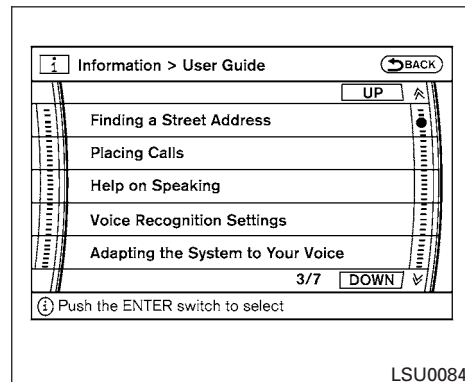 i Information > User Guide BACK
UP
Finding a Street Address
Placing Calls
Help on Speaking
Voice Recognition Settings
Adapting the System to Your Voice
3/7 DOWN
i Push the ENTER switch to select
LSU0084